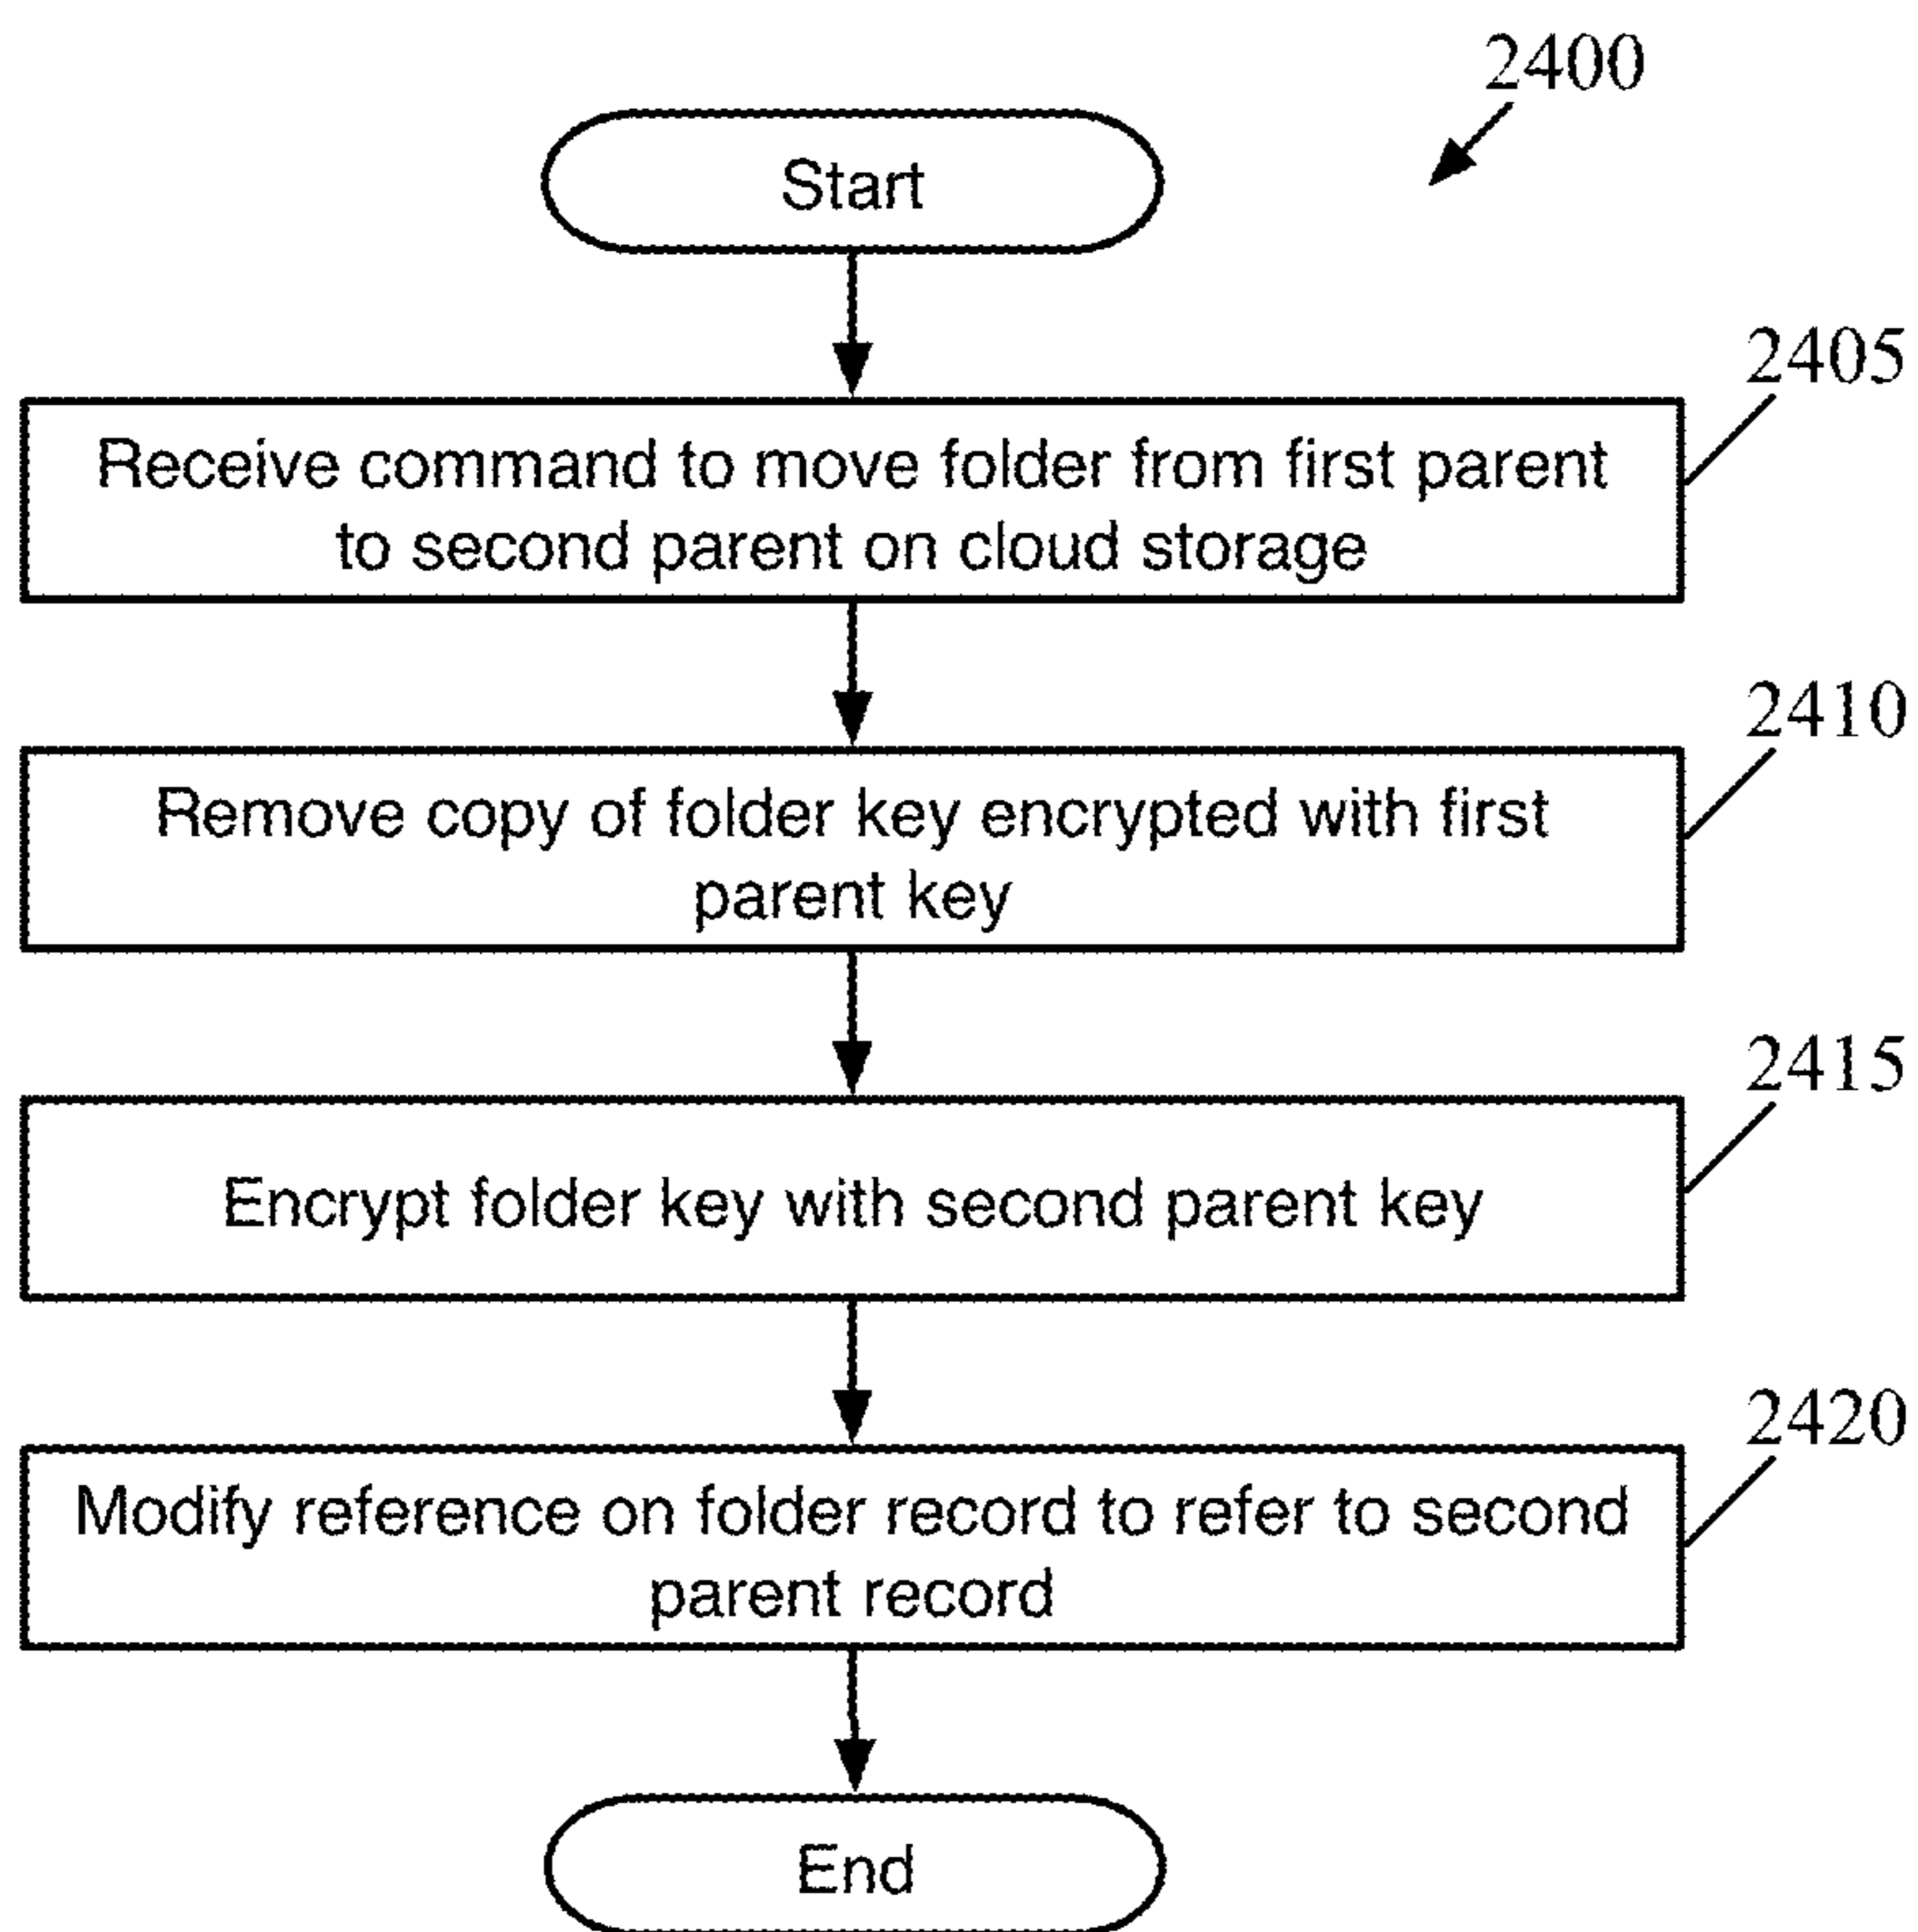 2400
Start
2405
Receive command to move folder from first parent
to second parent on cloud storage
2410
Remove copy of folder key encrypted with first
parent key
2415
Encrypt folder key with second parent key
2420
Modify reference on folder record to refer to second
parent record
End